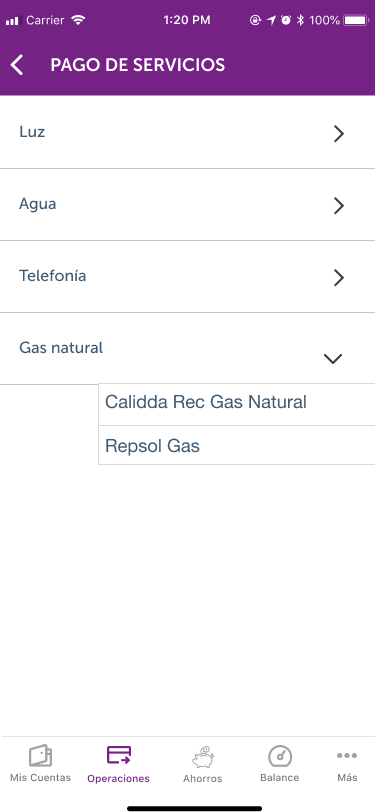 Carrier 1:20 PM 100%
PAGO DE SERVICIOS
Luz
Agua
Telefonía
Gas natural
Calidda Rec Gas Natural
Repsol Gas
Mis Cuentas Operaciones Ahorros Balance Más